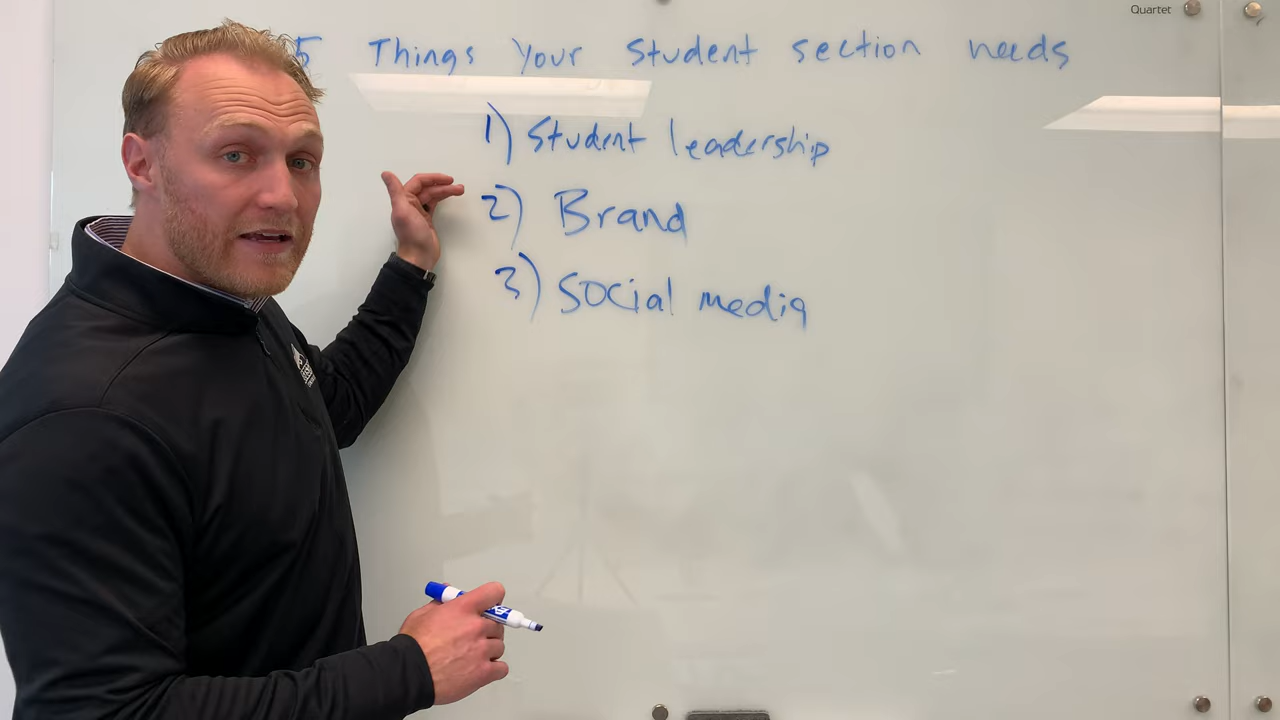 Quartet
5 Things Your Student section needs
1) Student leadership
2) Brand
3) Social media